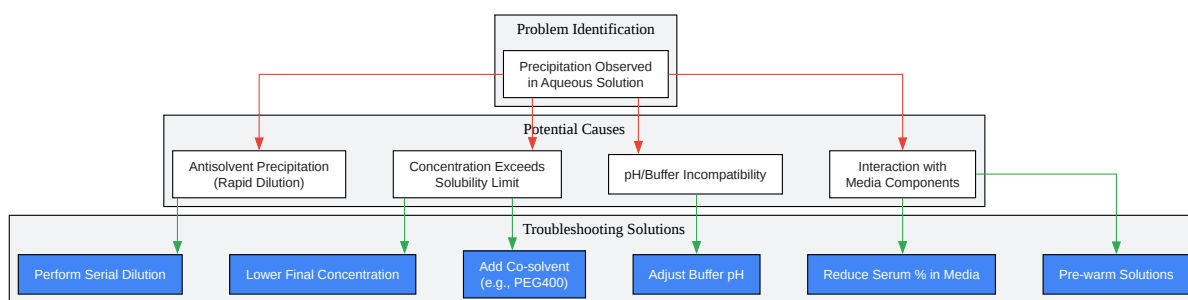 Problem Identification
Precipitation Observed
in Aqueous Solution
Potential Causes
Antisolvent Precipitation
(Rapid Dilution)
Concentration Exceeds
Solubility Limit
pH/Buffer Incompatibility
Interaction with
Media Components
Troubleshooting Solutions
Perform Serial Dilution
Lower Final Concentration
Add Co-solvent
(e.g., PEG400)
Adjust Buffer pH
Reduce Serum % in Media
Pre-warm Solutions